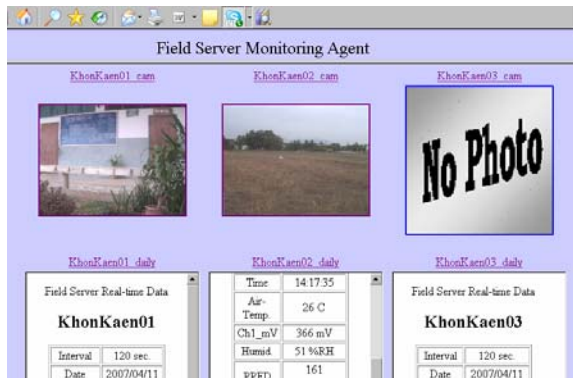 Field Server Monitoring Agent
KhonKaen01_cam KhonKaen02_cam KhonKaen03_cam
No Photo
KhonKaen01_daily KhonKaen02_daily KhonKaen03_daily
Field Server Real-time Data
KhonKaen01
Interval 120 sec.
Date 2007/04/11
Time 14:17:35
Air-Temp. 26 C
Ch1_mV 366 mV
Humid. 51 %RH
PPFD 161
Field Server Real-time Data
KhonKaen03
Interval 120 sec.
Date 2007/04/11